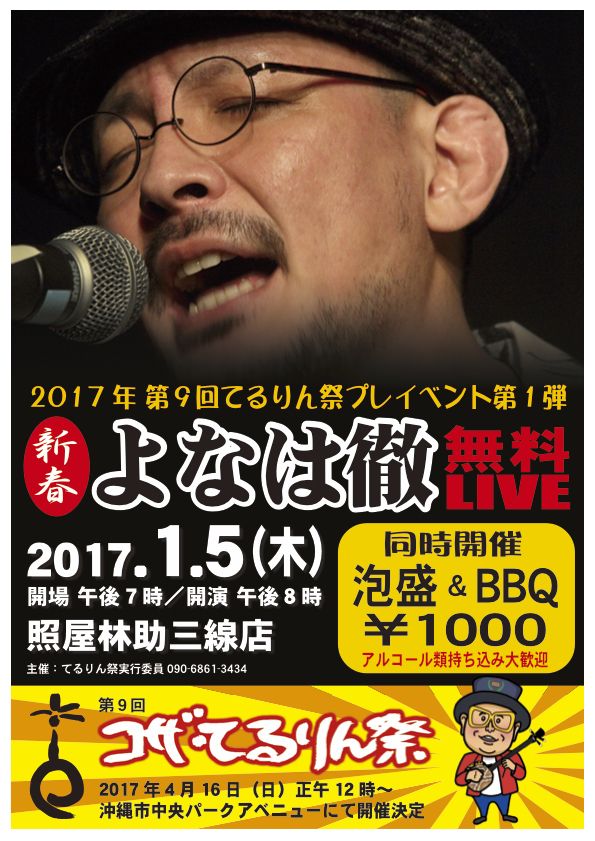 2017年 第9回てるりん祭プレイベント第1弾
新春 よなは徹 無料LIVE
2017.1.5(木)
開場 午後7時／開演 午後8時
照屋林助三線店
主催：てるりん祭実行委員 090-6861-3434
同時開催
泡盛 & BBQ
￥1000
アルコール類持ち込み大歓迎
第9回
コザ・てるりん祭
2017年4月16日（日）正午12時〜
沖縄市中央パークアベニューにて開催決定